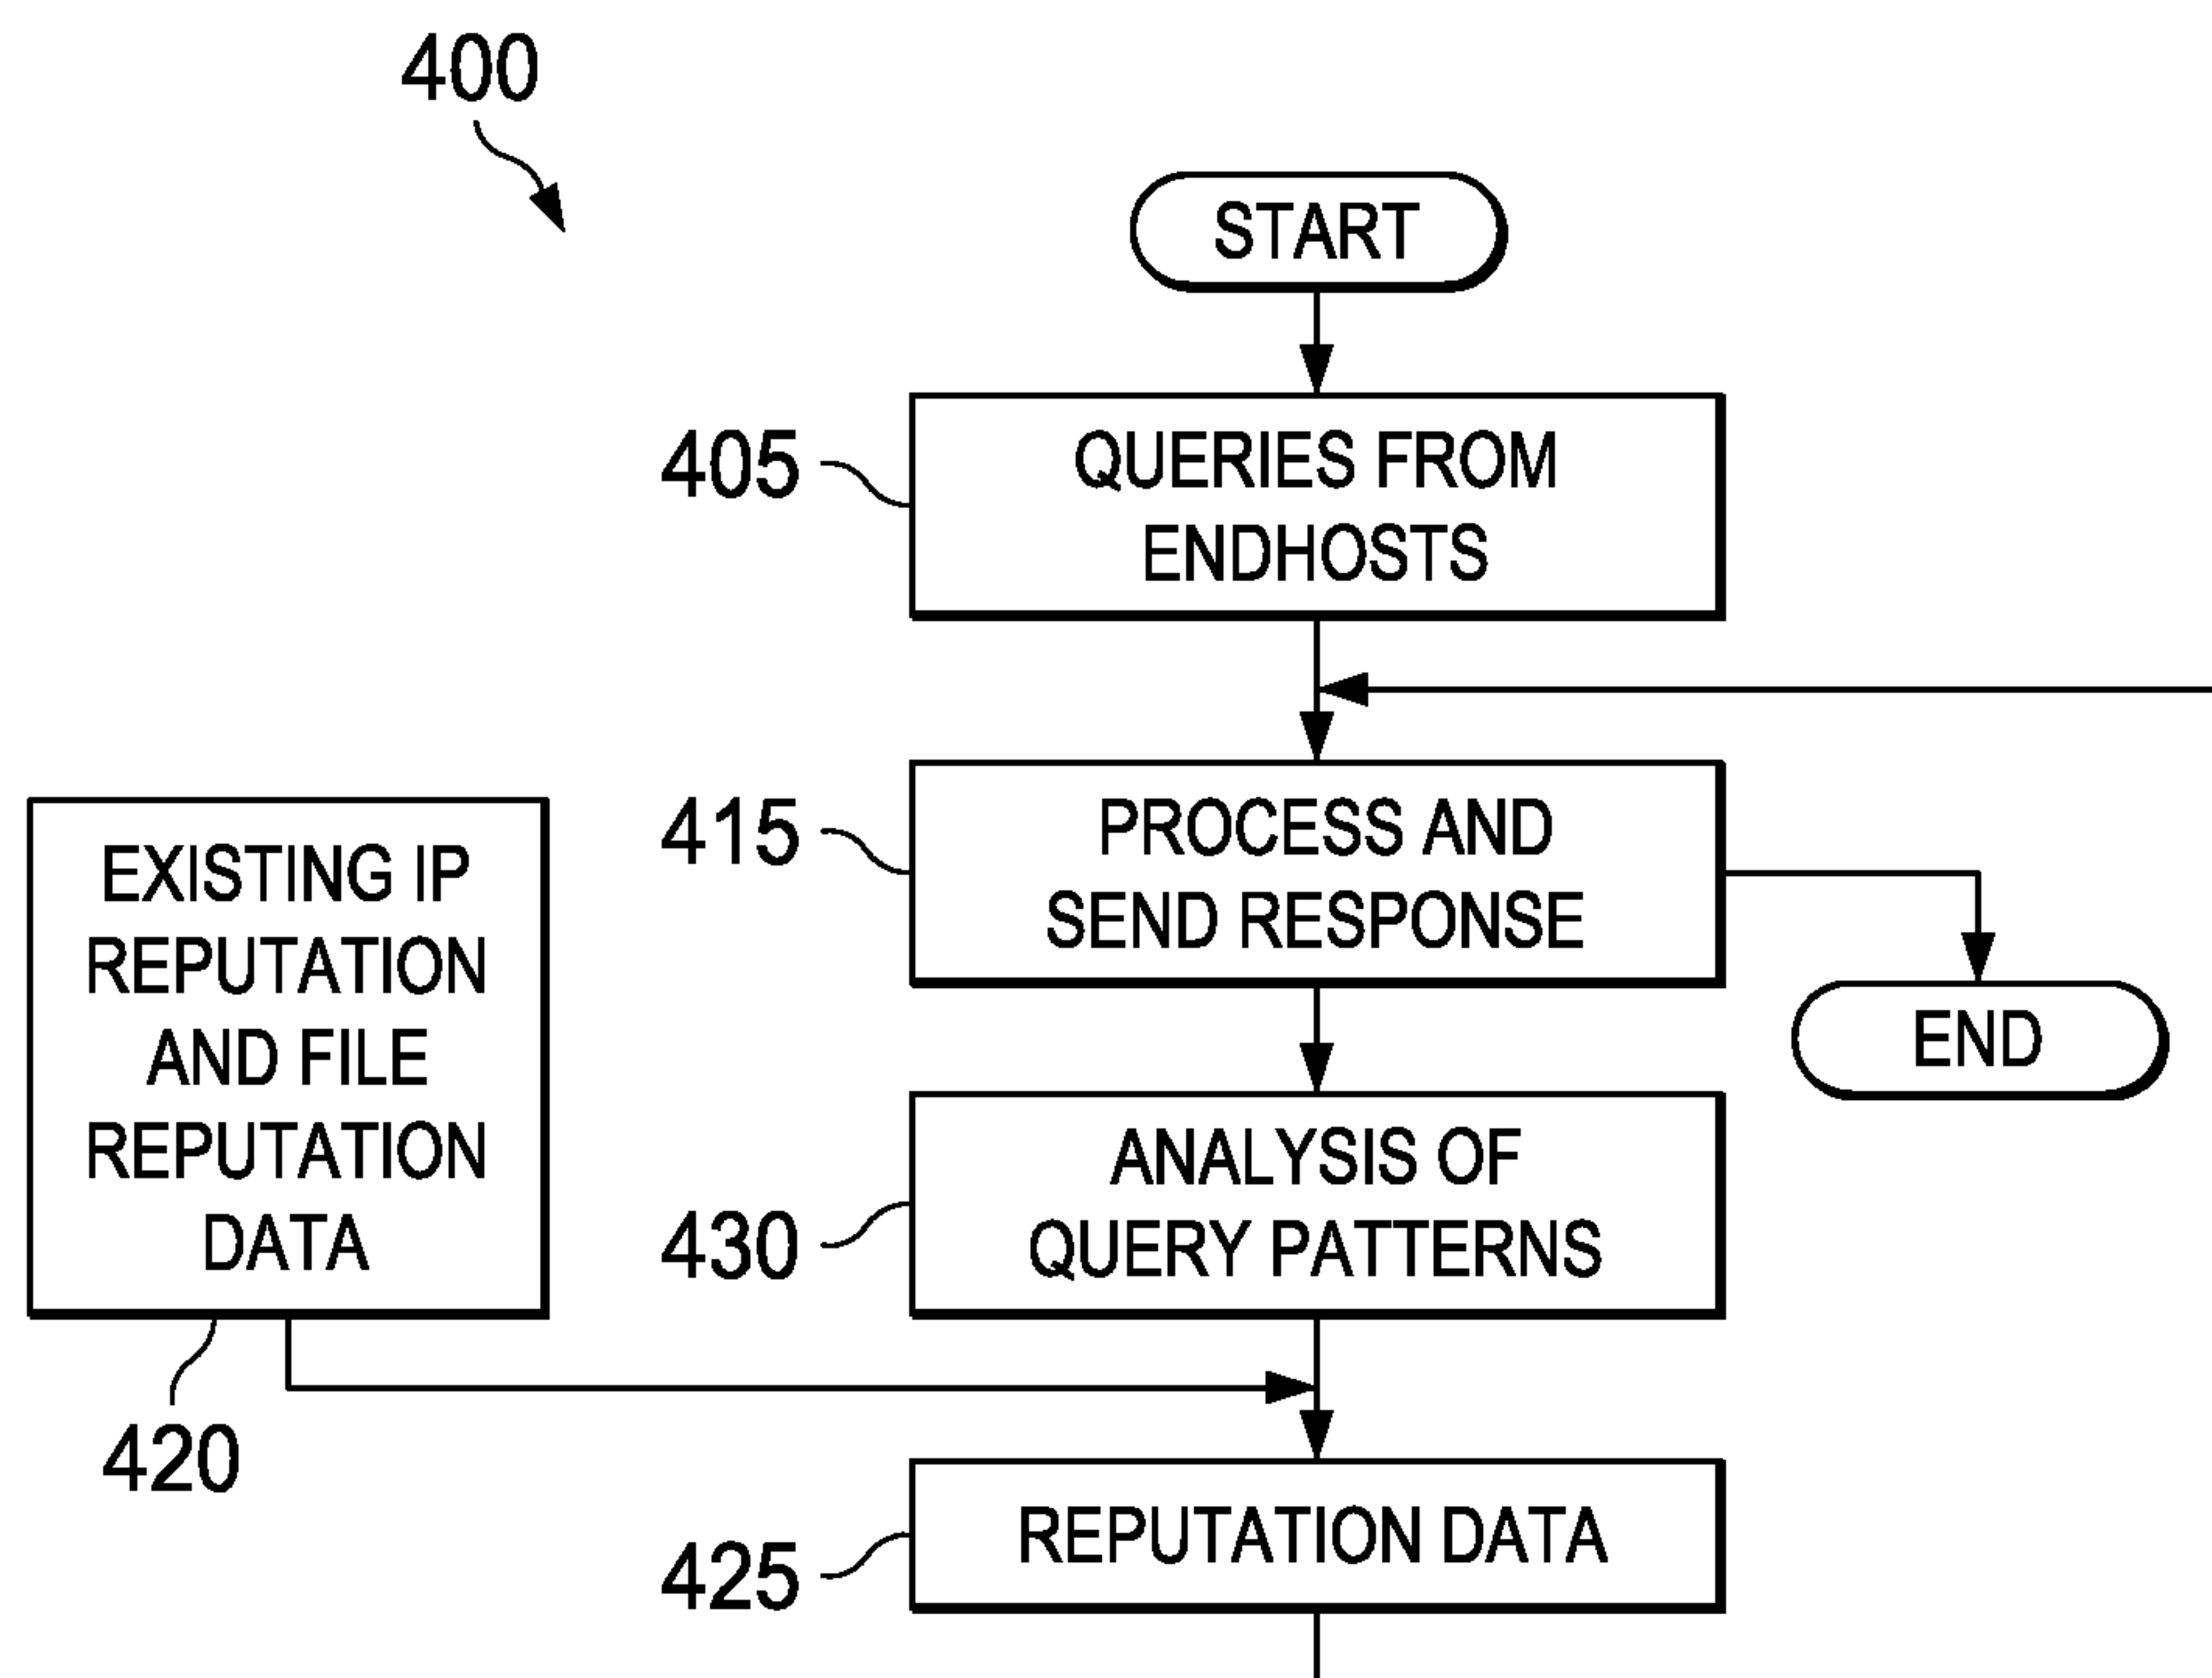 400
START
405
QUERIES FROM
ENDHOSTS
415
PROCESS AND
SEND RESPONSE
END
EXISTING IP
REPUTATION
AND FILE
REPUTATION
DATA
420
430
ANALYSIS OF
QUERY PATTERNS
425
REPUTATION DATA